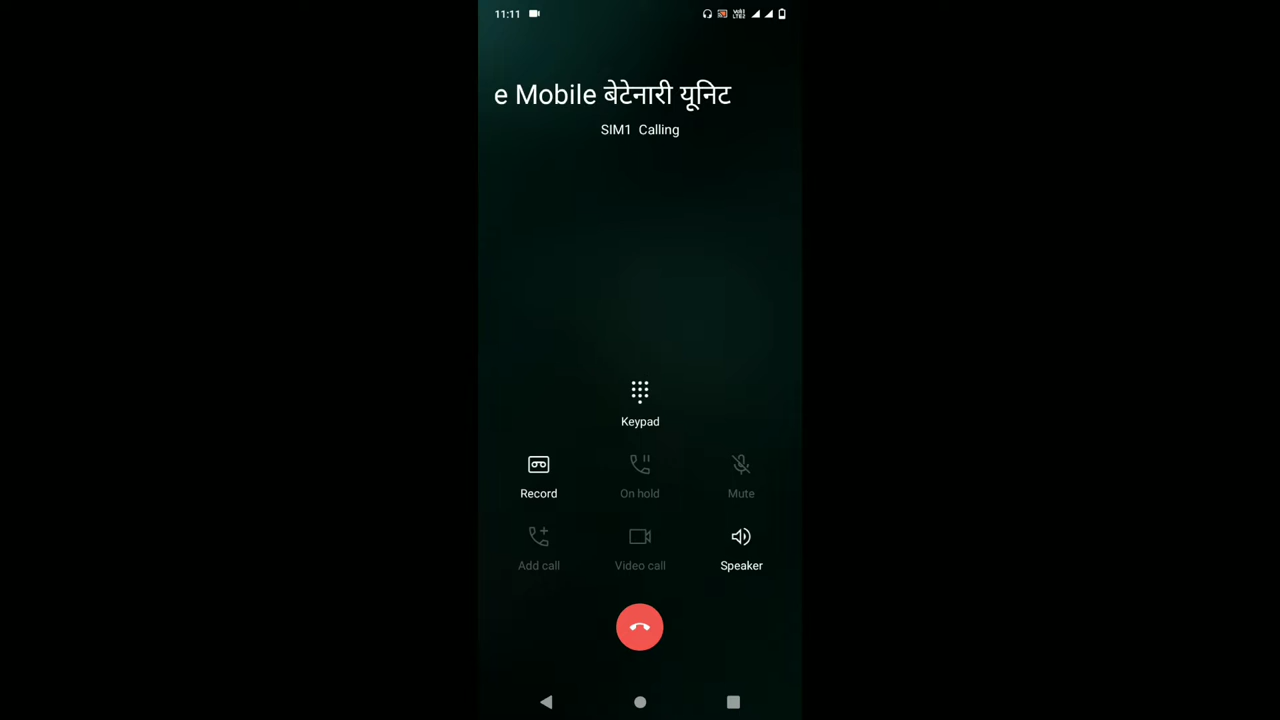 11:11
e Mobile बेटेनारी यूनिट
SIM1 Calling
Keypad
Record
On hold
Mute
Add call
Video call
Speaker